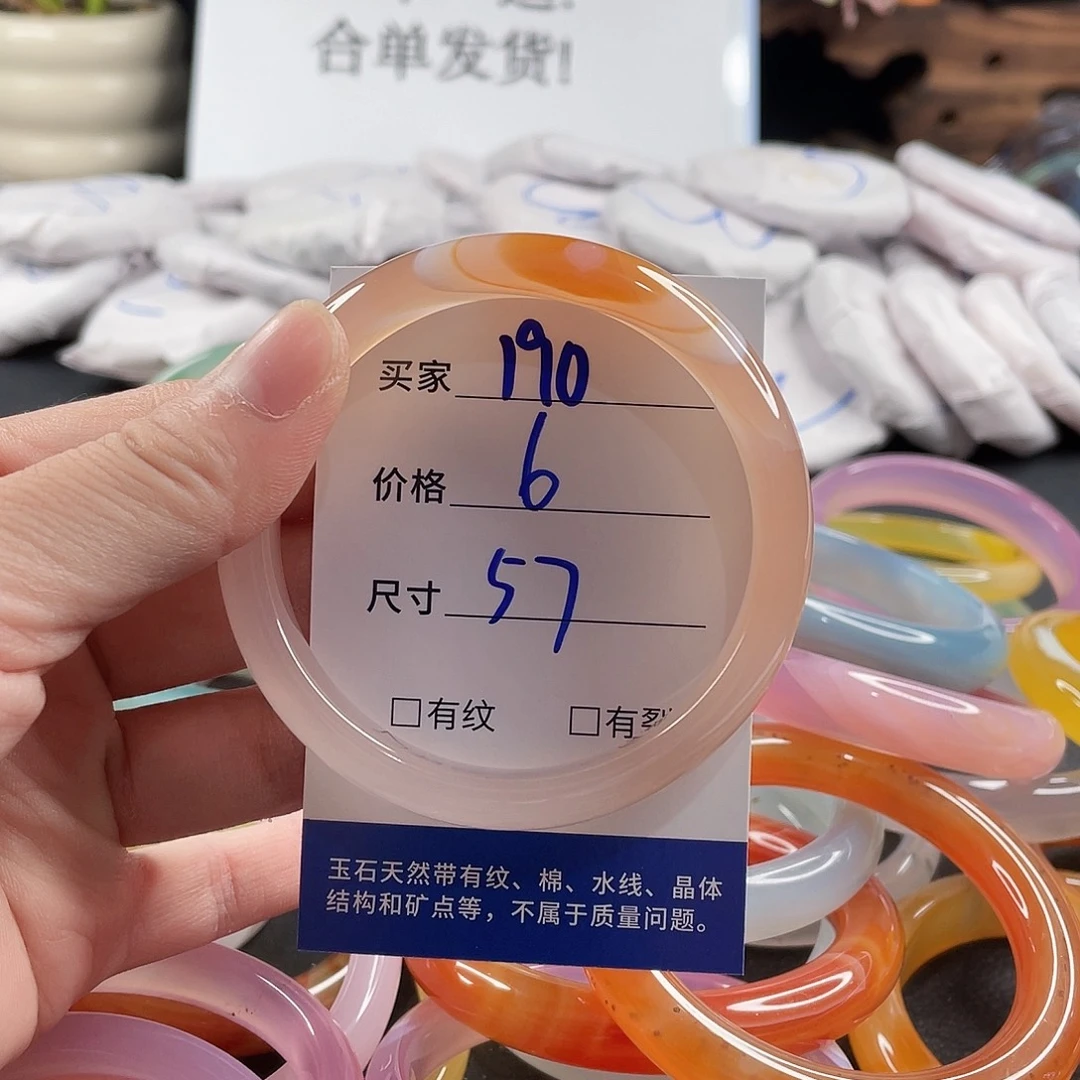 合单发货!
买家 190
价格 6
尺寸 57
□有纹 □有裂
玉石天然带有纹、棉、水线、晶体
结构和矿点等，不属于质量问题。